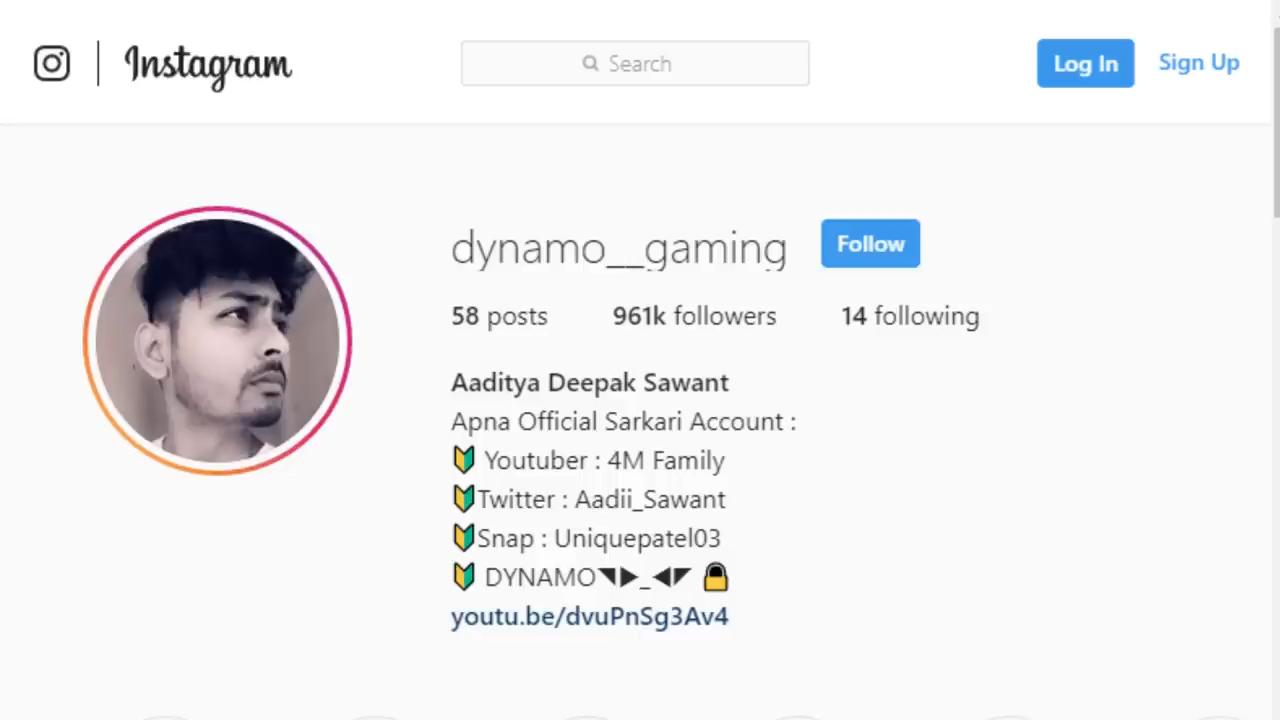 Instagram
Search
Log In
Sign Up
dynamo__gaming
Follow
58 posts
961k followers
14 following
Aaditya Deepak Sawant
Apna Official Sarkari Account :
🔰 Youtuber : 4M Family
🔰Twitter : Aadii_Sawant
🔰Snap : Uniquepatel03
🔰 DYNAMO◥▶_◀◤ 🔒
youtu.be/dvuPnSg3Av4